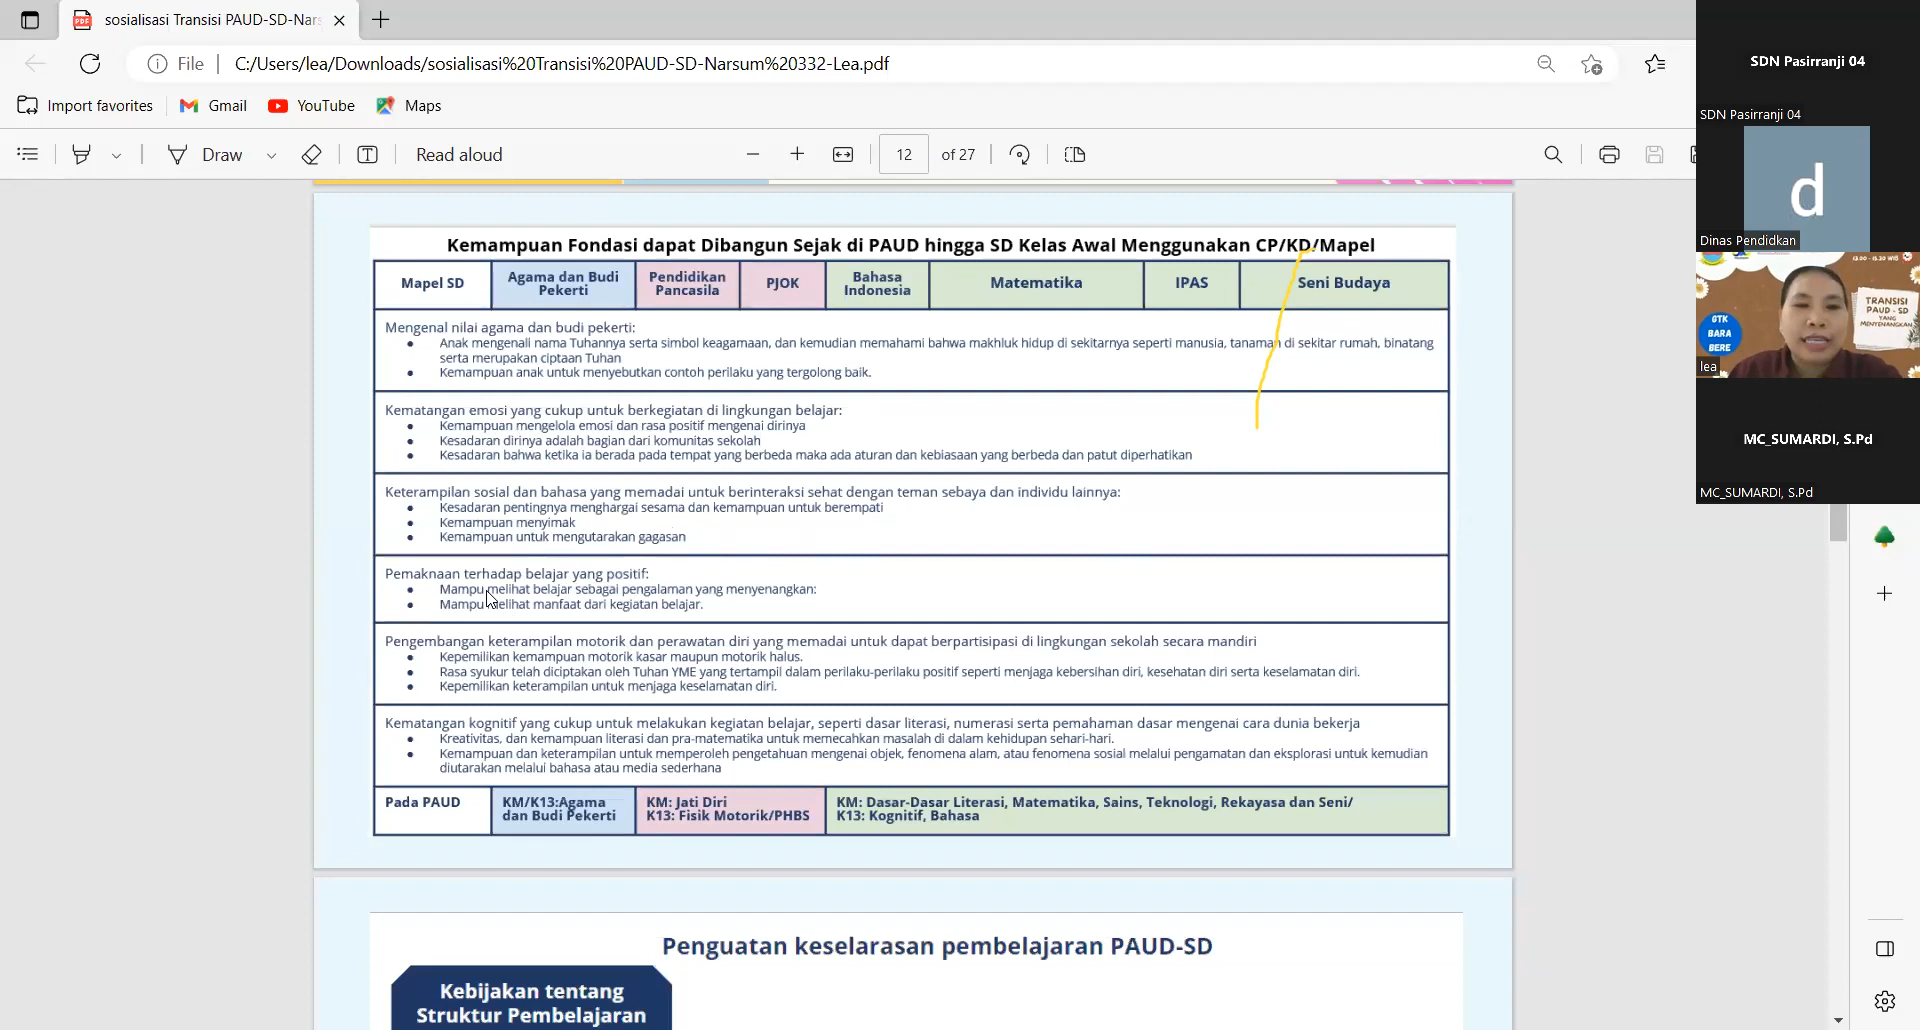 sosialisasi Transisi PAUD-SD-Nars
File
C:/Users/lea/Downloads/sosialisasi%20Transisi%20PAUD-SD-Narsum%20332-Lea.pdf
Import favorites
Gmail
YouTube
Maps
Draw
Read aloud
12
of 27
Kemampuan Fondasi dapat Dibangun Sejak di PAUD hingga SD Kelas Awal Menggunakan CP/KD/Mapel
Mapel SD
Agama dan Budi
Pekerti
Pendidikan
Pancasila
PJOK
Bahasa
Indonesia
Matematika
IPAS
Seni Budaya
Mengenal nilai agama dan budi pekerti:
● Anak mengenali nama Tuhannya serta simbol keagamaan, dan kemudian memahami bahwa makhluk hidup di sekitarnya seperti manusia, tanaman di sekitar rumah, binatang
serta merupakan ciptaan Tuhan
● Kemampuan anak untuk menyebutkan contoh perilaku yang tergolong baik.
Kematangan emosi yang cukup untuk berkegiatan di lingkungan belajar:
● Kemampuan mengelola emosi dan rasa positif mengenai dirinya
● Kesadaran dirinya adalah bagian dari komunitas sekolah
● Kesadaran bahwa ketika ia berada pada tempat yang berbeda maka ada aturan dan kebiasaan yang berbeda dan patut diperhatikan
Keterampilan sosial dan bahasa yang memadai untuk berinteraksi sehat dengan teman sebaya dan individu lainnya:
● Kesadaran pentingnya menghargai sesama dan kemampuan untuk berempati
● Kemampuan menyimak
● Kemampuan untuk mengutarakan gagasan
Pemaknaan terhadap belajar yang positif:
● Mampu melihat belajar sebagai pengalaman yang menyenangkan:
● Mampu melihat manfaat dari kegiatan belajar.
Pengembangan keterampilan motorik dan perawatan diri yang memadai untuk dapat berpartisipasi di lingkungan sekolah secara mandiri
● Kepemilikan kemampuan motorik kasar maupun motorik halus.
● Rasa syukur telah diciptakan oleh Tuhan YME yang tertampil dalam perilaku-perilaku positif seperti menjaga kebersihan diri, kesehatan diri serta keselamatan diri.
● Kepemilikan keterampilan untuk menjaga keselamatan diri.
Kematangan kognitif yang cukup untuk melakukan kegiatan belajar, seperti dasar literasi, numerasi serta pemahaman dasar mengenai cara dunia bekerja
● Kreativitas, dan kemampuan literasi dan pra-matematika untuk memecahkan masalah di dalam kehidupan sehari-hari.
● Kemampuan dan keterampilan untuk memperoleh pengetahuan mengenai objek, fenomena alam, atau fenomena sosial melalui pengamatan dan eksplorasi untuk kemudian
diutarakan melalui bahasa atau media sederhana
Pada PAUD
KM/K13:Agama
dan Budi Pekerti
KM: Jati Diri
K13: Fisik Motorik/PHBS
KM: Dasar-Dasar Literasi, Matematika, Sains, Teknologi, Rekayasa dan Seni/
K13: Kognitif, Bahasa
Penguatan keselarasan pembelajaran PAUD-SD
Kebijakan tentang
Struktur Pembelajaran
SDN Pasirranji 04
SDN Pasirranji 04
d
Dinas Pendidkan
13.00 - 15.30 WIB
TRANSISI
PAUD - SD
YANG
MENYENANGKAN
GTK
BARA
BERE
lea
MC_SUMARDI, S.Pd
MC_SUMARDI, S.Pd